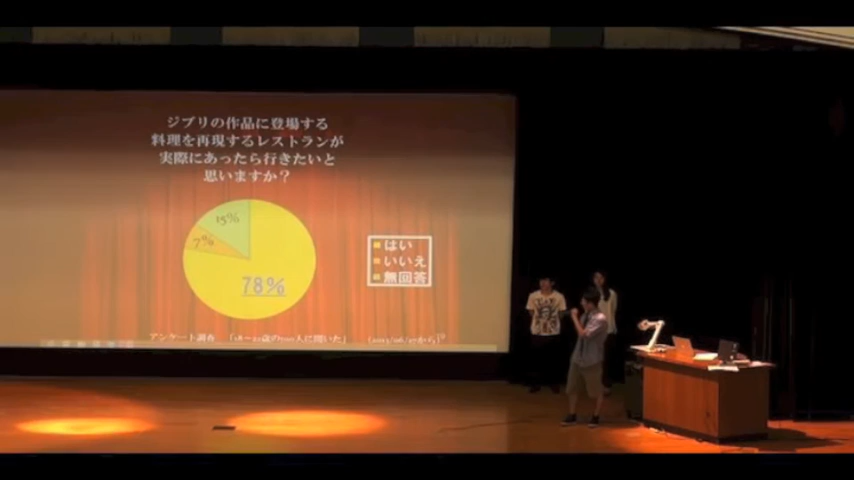 ジブリの作品に登場する
料理を再現するレストランが
実際にあったら行きたいと
思いますか？
15%
7%
78%
はい
いいえ
無回答
アンケート調査